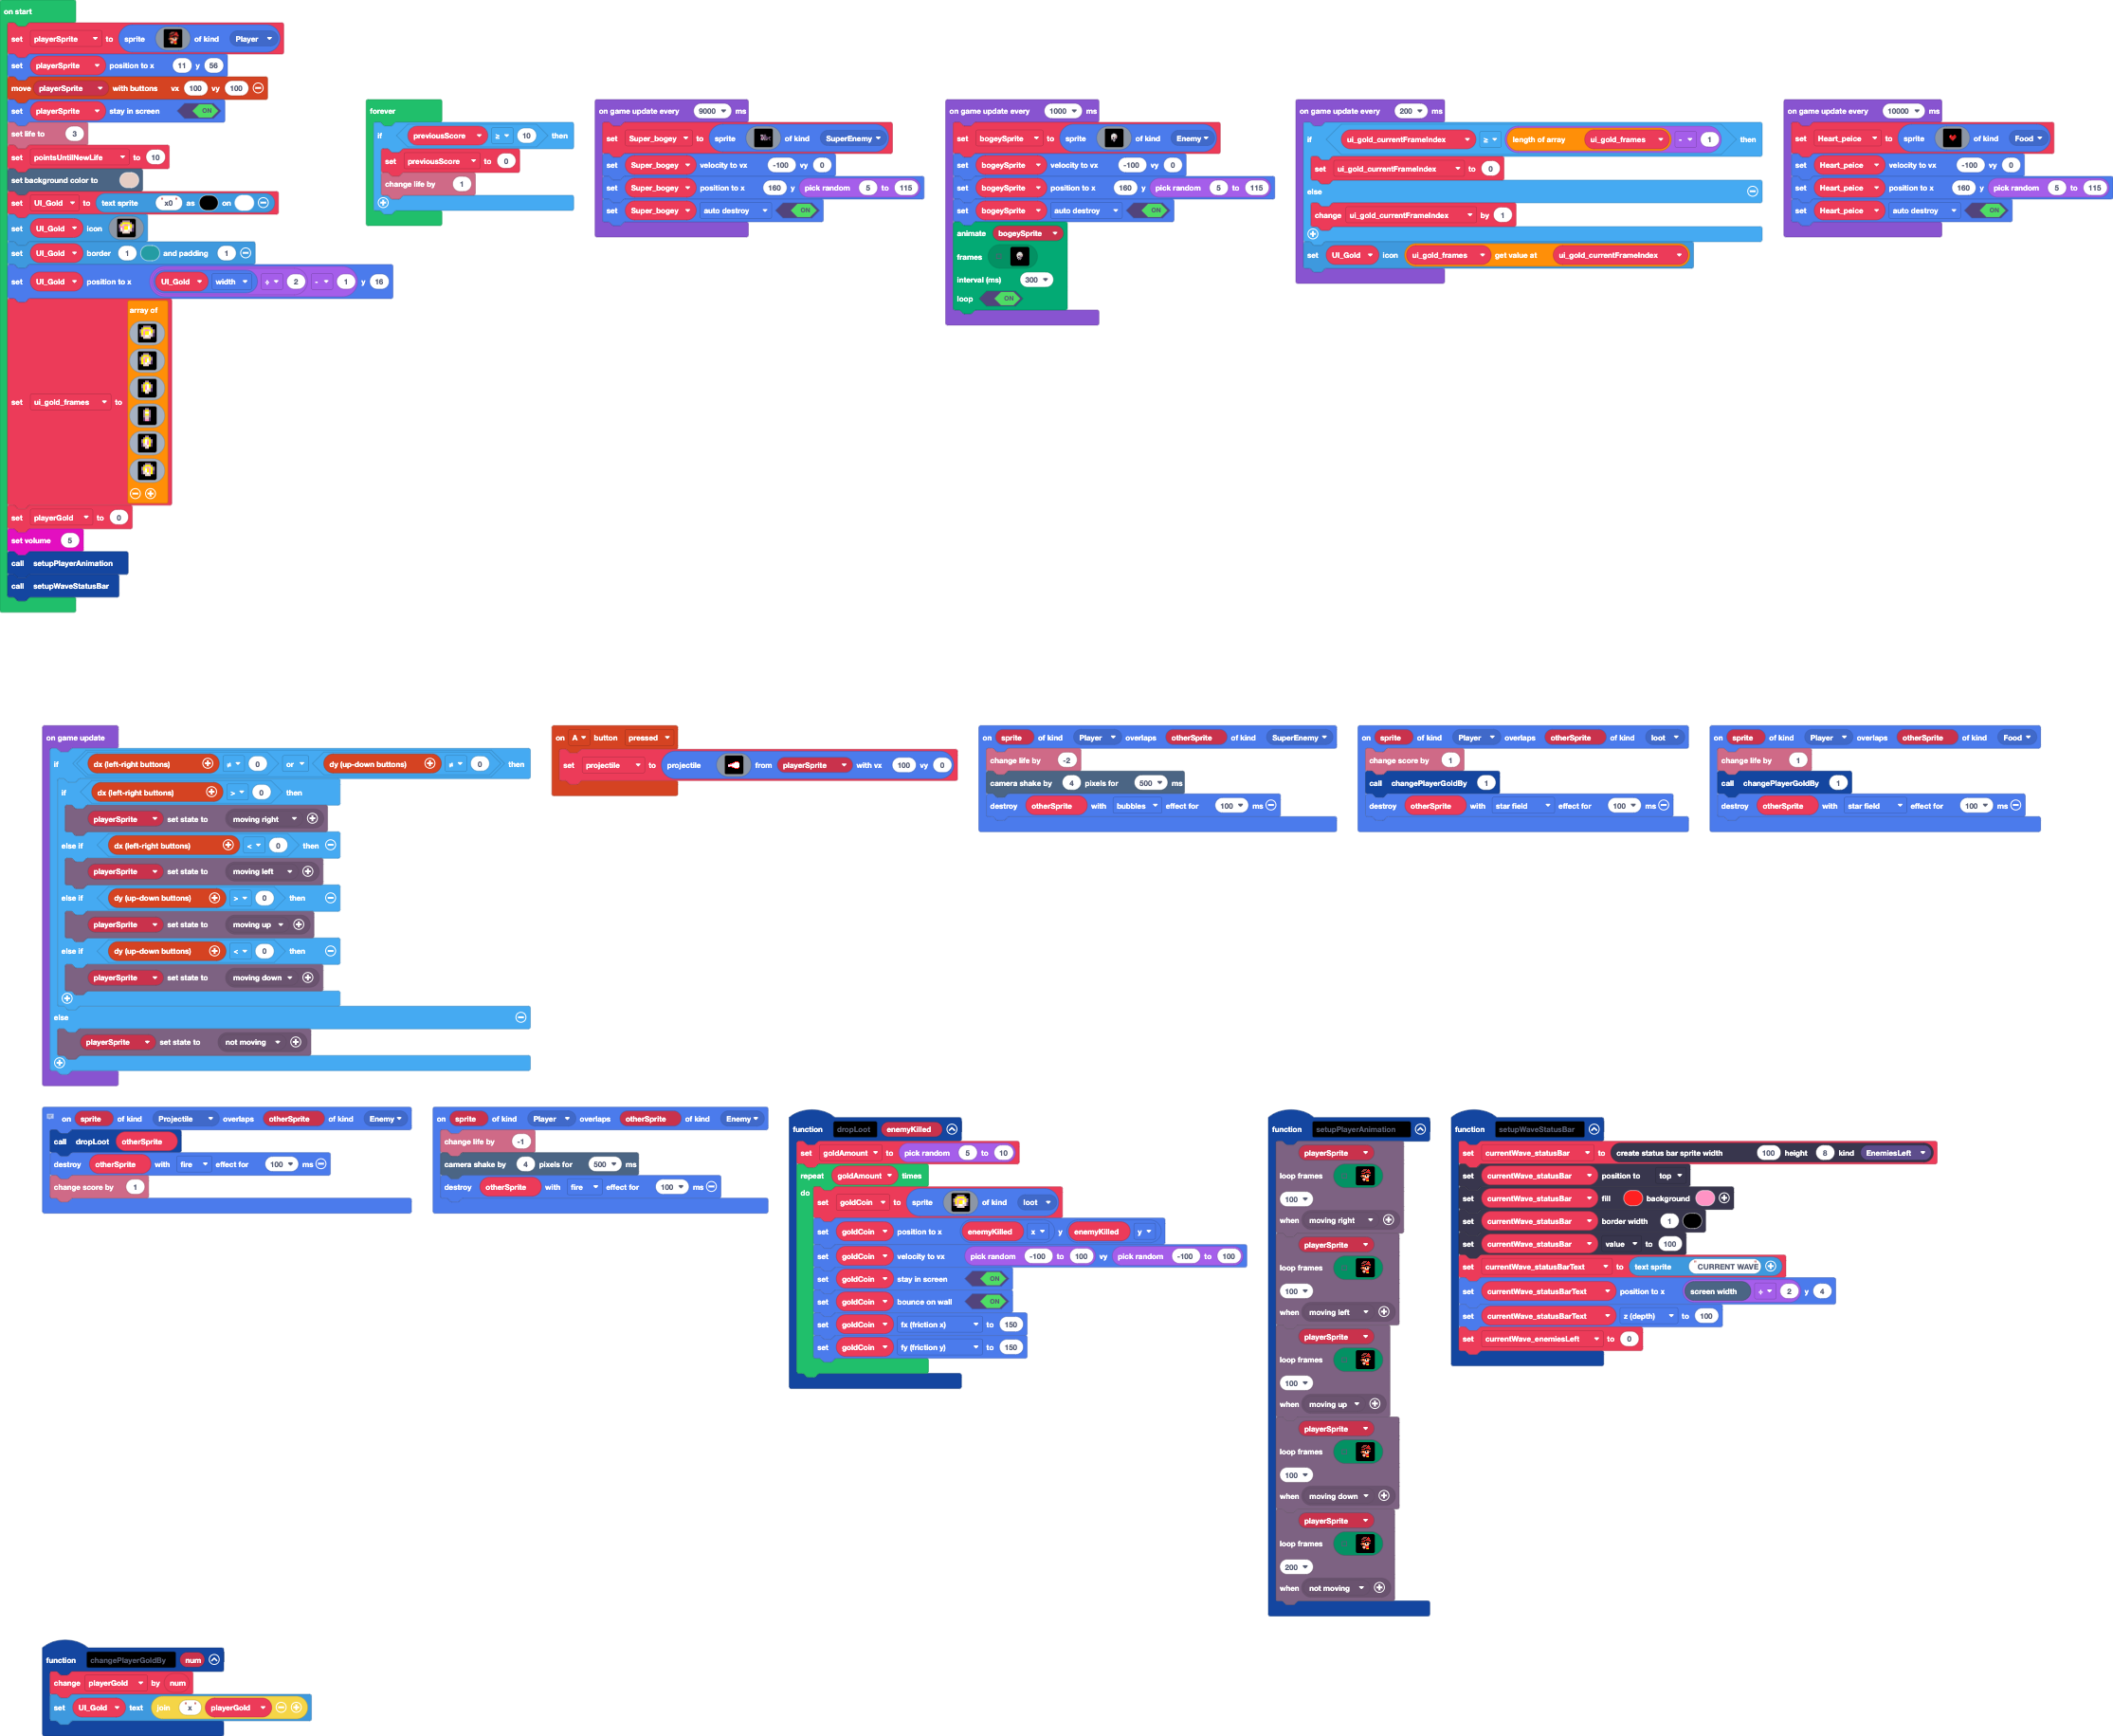 on start
set playerSprite to sprite of kind Player
set playerSprite position to x 11 y 56
move playerSprite with buttons vx 100 vy 100
set playerSprite stay in screen ON
set life to 3
set pointsUntilNewLife to 10
set background color to
set UI_Gold to text sprite "x0" as on
set UI_Gold icon
set UI_Gold border 1 and padding 1
set UI_Gold position to x UI_Gold width ÷ 2 - 1 y 16
array of
set ui_gold_frames to
set playerGold to 0
set volume 5
call setupPlayerAnimation
call setupWaveStatusBar
forever
if previousScore ≥ 10 then
set previousScore to 0
change life by 1
on game update every 9000 ms
set Super_bogey to sprite of kind SuperEnemy
set Super_bogey velocity to vx -100 vy 0
set Super_bogey position to x 160 y pick random 5 to 115
set Super_bogey auto destroy ON
on game update every 1000 ms
set bogeySprite to sprite of kind Enemy
set bogeySprite velocity to vx -100 vy 0
set bogeySprite position to x 160 y pick random 5 to 115
set bogeySprite auto destroy ON
animate bogeySprite
frames
interval (ms) 300
loop ON
on game update every 200 ms
if ui_gold_currentFrameIndex ≥ length of array ui_gold_frames - 1 then
set ui_gold_currentFrameIndex to 0
else
change ui_gold_currentFrameIndex by 1
set UI_Gold icon ui_gold_frames get value at ui_gold_currentFrameIndex
on game update every 10000 ms
set Heart_peice to sprite of kind Food
set Heart_peice velocity to vx -100 vy 0
set Heart_peice position to x 160 y pick random 5 to 115
set Heart_peice auto destroy ON
on game update
if dx (left-right buttons) ≠ 0 or dy (up-down buttons) ≠ 0 then
if dx (left-right buttons) > 0 then
playerSprite set state to moving right
else if dx (left-right buttons) < 0 then
playerSprite set state to moving left
else if dy (up-down buttons) > 0 then
playerSprite set state to moving up
else if dy (up-down buttons) < 0 then
playerSprite set state to moving down
else
playerSprite set state to not moving
on A button pressed
set projectile to projectile from playerSprite with vx 100 vy 0
on sprite of kind Player overlaps otherSprite of kind SuperEnemy
change life by -2
camera shake by 4 pixels for 500 ms
destroy otherSprite with bubbles effect for 100 ms
on sprite of kind Player overlaps otherSprite of kind loot
change score by 1
call changePlayerGoldBy 1
destroy otherSprite with star field effect for 100 ms
on sprite of kind Player overlaps otherSprite of kind Food
change life by 1
call changePlayerGoldBy 1
destroy otherSprite with star field effect for 100 ms
on sprite of kind Projectile overlaps otherSprite of kind Enemy
call dropLoot otherSprite
destroy otherSprite with fire effect for 100 ms
change score by 1
on sprite of kind Player overlaps otherSprite of kind Enemy
change life by -1
camera shake by 4 pixels for 500 ms
destroy otherSprite with fire effect for 100 ms
function dropLoot enemyKilled
set goldAmount to pick random 5 to 10
repeat goldAmount times
do
set goldCoin to sprite of kind loot
set goldCoin position to x enemyKilled x y enemyKilled y
set goldCoin velocity to vx pick random -100 to 100 vy pick random -100 to 100
set goldCoin stay in screen ON
set goldCoin bounce on wall ON
set goldCoin fx (friction x) to 150
set goldCoin fy (friction y) to 150
function setupPlayerAnimation
playerSprite
loop frames
100
when moving right
playerSprite
loop frames
100
when moving left
playerSprite
loop frames
100
when moving up
playerSprite
loop frames
100
when moving down
playerSprite
loop frames
200
when not moving
function setupWaveStatusBar
set currentWave_statusBar to create status bar sprite width 100 height 8 kind EnemiesLeft
set currentWave_statusBar position to top
set currentWave_statusBar fill background
set currentWave_statusBar border width 1
set currentWave_statusBar value to 100
set currentWave_statusBarText to text sprite "CURRENT WAVE"
set currentWave_statusBarText position to x screen width ÷ 2 y 4
set currentWave_statusBarText z (depth) to 100
set currentWave_enemiesLeft to 0
function changePlayerGoldBy num
change playerGold by num
set UI_Gold text join "x" playerGold